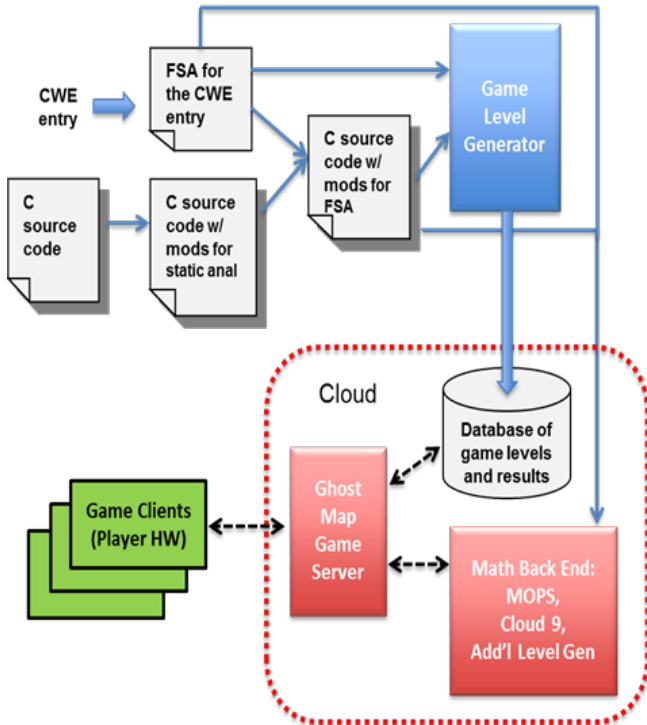 CWE
entry
FSA for
the CWE
entry
Game
Level
Generator
C source
code w/
mods for
FSA
C
source
code
C source
code w/
mods for
static anal
Cloud
Database of
game levels
and results
Ghost
Map
Game
Server
Game Clients
(Player HW)
Math Back End:
MOPS,
Cloud 9,
Add'l Level Gen